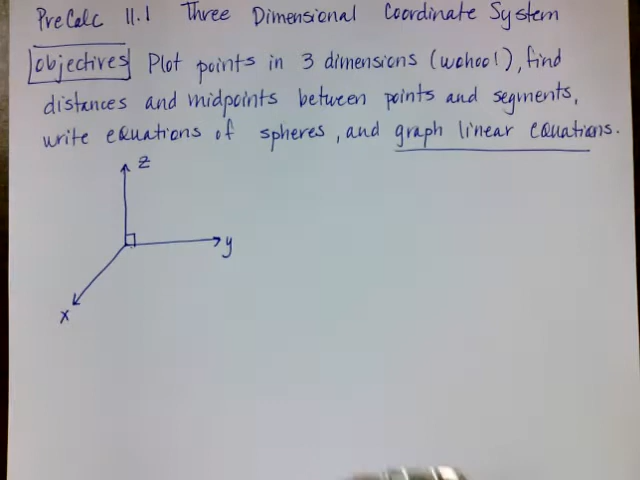 PreCalc 11.1 Three Dimensional Coordinate System
objectives Plot points in 3 dimensions (wohoo!), find
distances and midpoints between points and segments,
write equations of spheres, and graph linear equations.
z
y
x